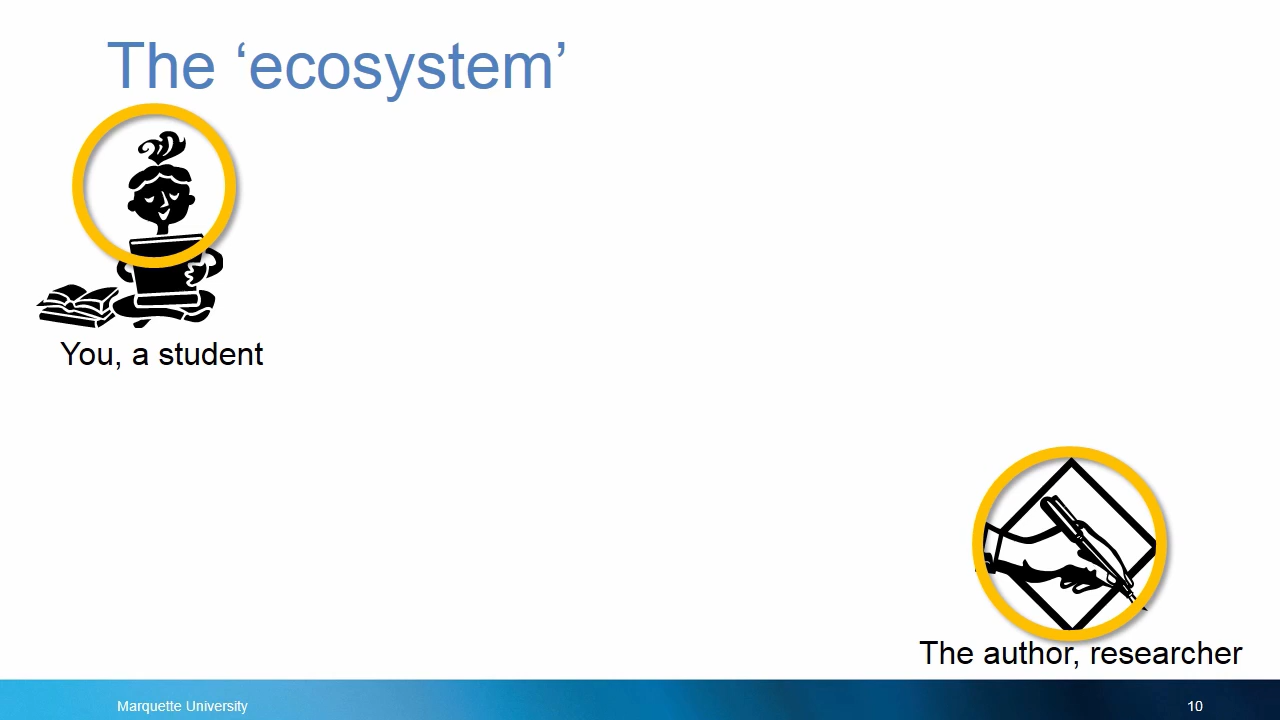 The ‘ecosystem’
You, a student
The author, researcher
Marquette University
10